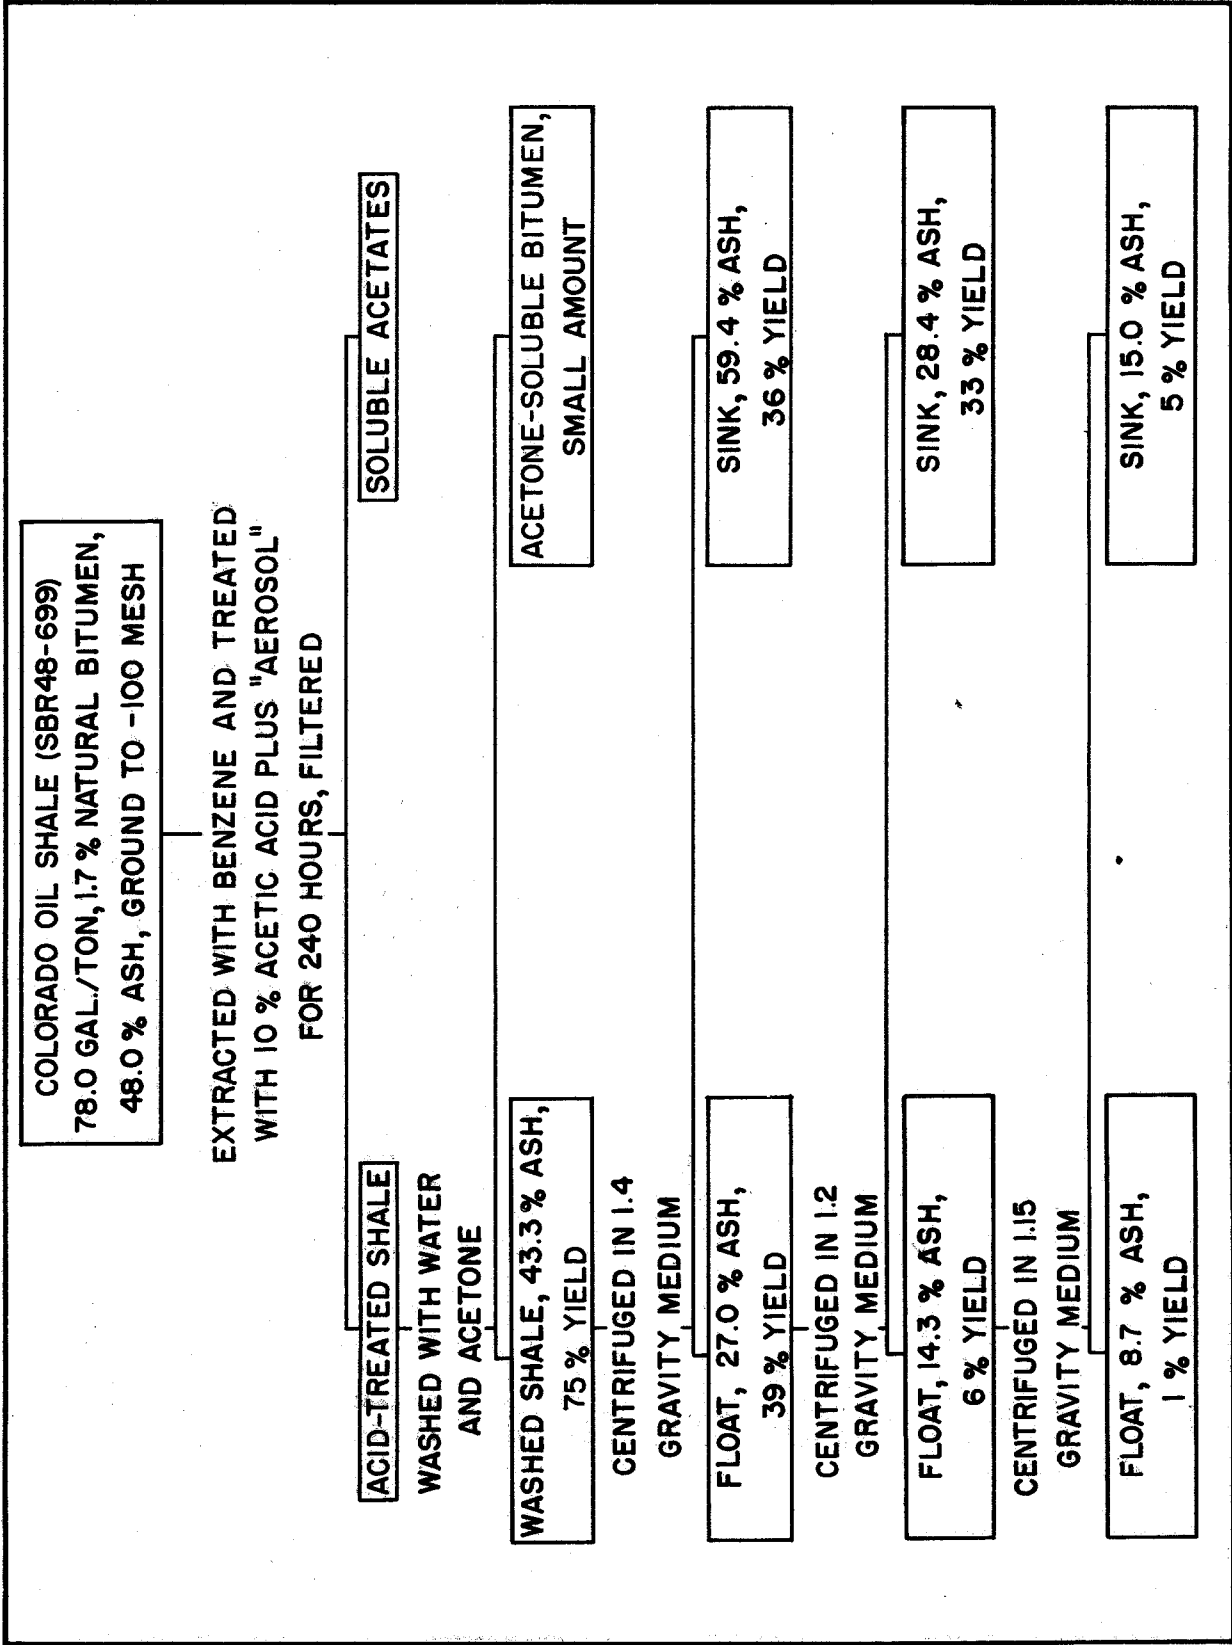 COLORADO OIL SHALE (SBR48-699)
78.0 GAL./TON, 1.7 % NATURAL BITUMEN,
48.0 % ASH, GROUND TO -100 MESH
EXTRACTED WITH BENZENE AND TREATED
WITH 10 % ACETIC ACID PLUS "AEROSOL"
FOR 240 HOURS, FILTERED
ACID-TREATED SHALE
SOLUBLE ACETATES
WASHED WITH WATER
AND ACETONE
WASHED SHALE, 43.3 % ASH,
75 % YIELD
ACETONE-SOLUBLE BITUMEN,
SMALL AMOUNT
CENTRIFUGED IN 1.4
GRAVITY MEDIUM
FLOAT, 27.0 % ASH,
39 % YIELD
SINK, 59.4 % ASH,
36 % YIELD
CENTRIFUGED IN 1.2
GRAVITY MEDIUM
FLOAT, 14.3 % ASH,
6 % YIELD
SINK, 28.4 % ASH,
33 % YIELD
CENTRIFUGED IN 1.15
GRAVITY MEDIUM
FLOAT, 8.7 % ASH,
1 % YIELD
SINK, 15.0 % ASH,
5 % YIELD